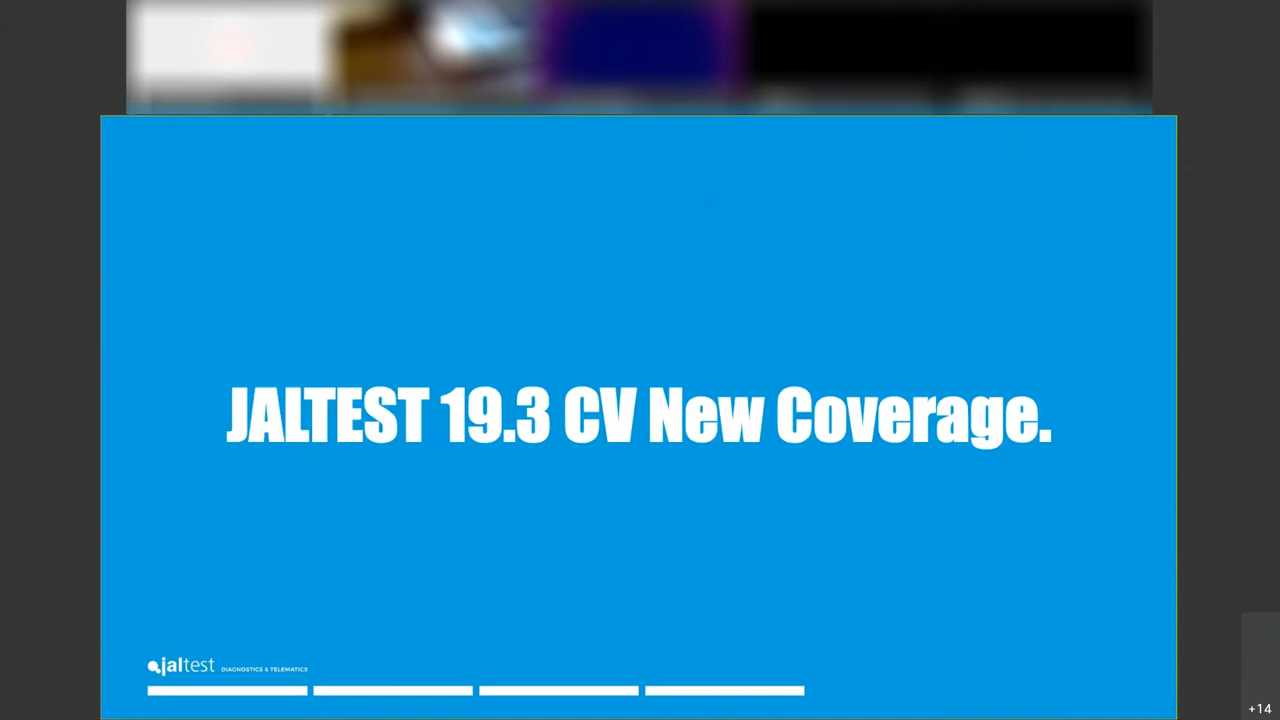 JALTEST 19.3 CV New Coverage.
jaltest DIAGNOSTICS & TELEMATICS
+14